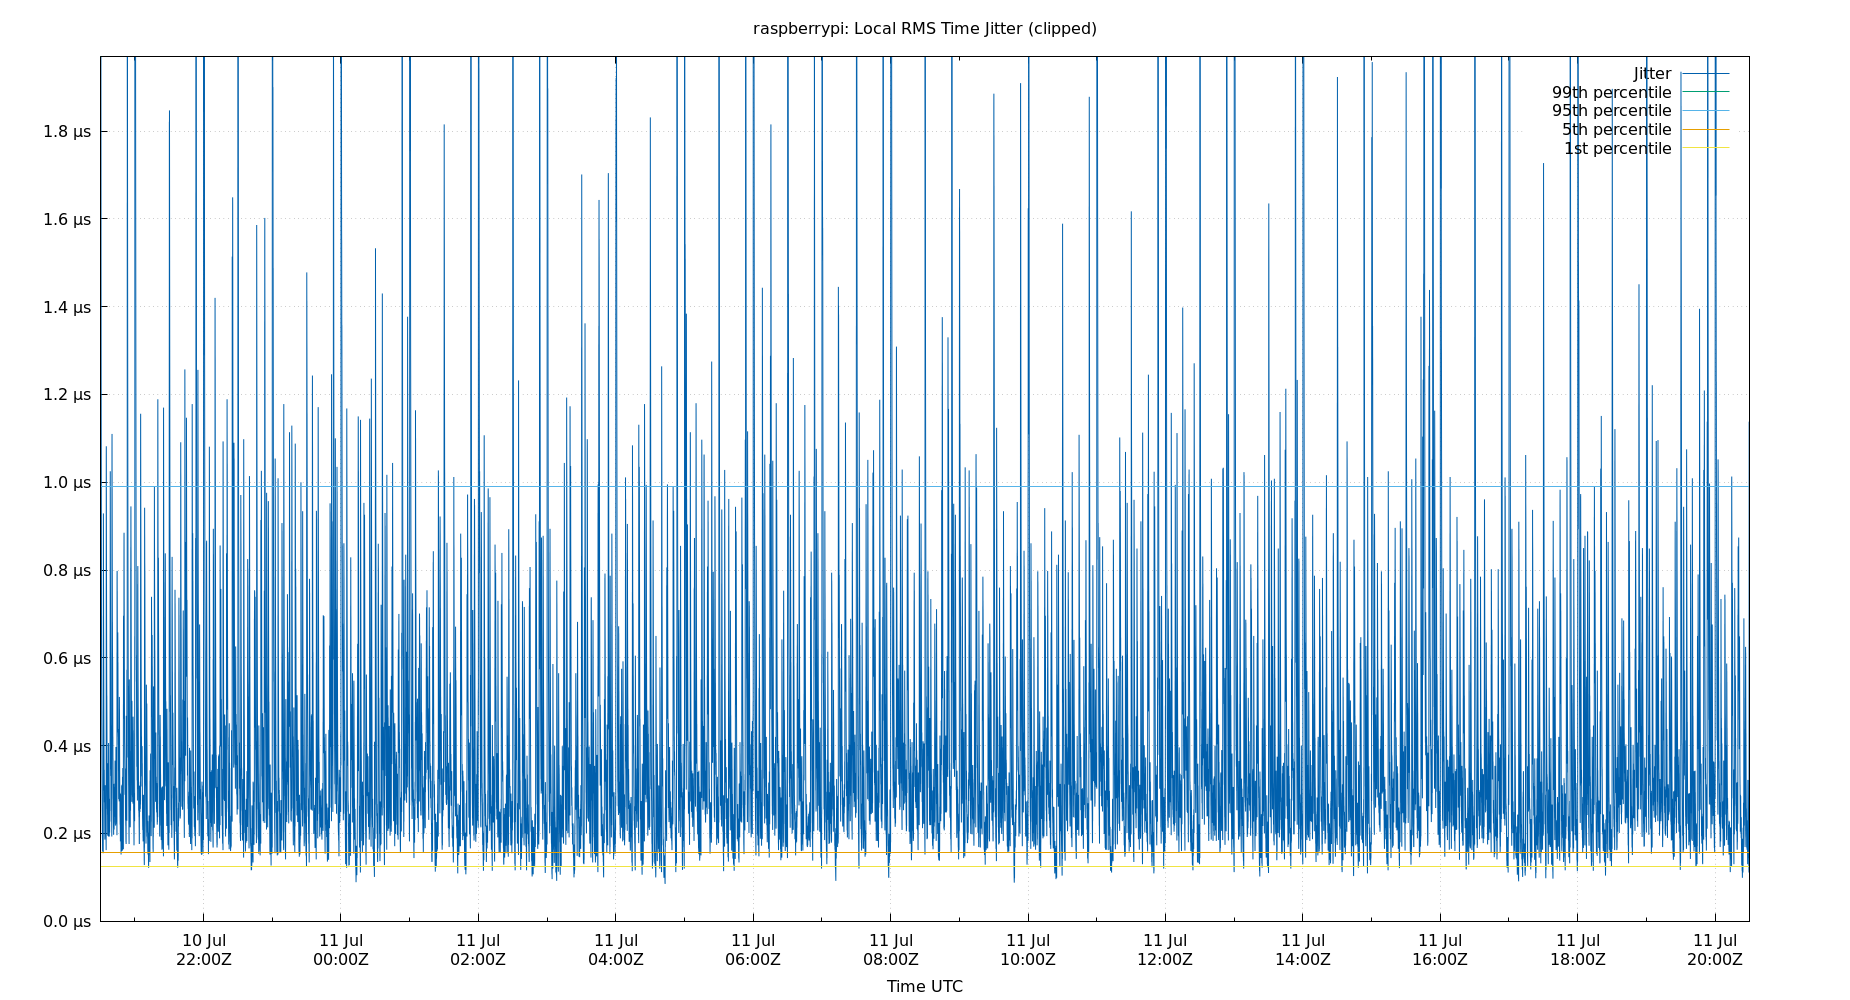 raspberrypi: Local RMS Time Jitter (clipped)
Jitter
99th percentile
95th percentile
5th percentile
1st percentile
1.8 µs
1.6 µs
1.4 µs
1.2 µs
1.0 µs
0.8 µs
0.6 µs
0.4 µs
0.2 µs
0.0 µs
10 Jul 11 Jul 11 Jul 11 Jul 11 Jul 11 Jul 11 Jul 11 Jul 11 Jul 11 Jul 11 Jul 11 Jul
22:00Z 00:00Z 02:00Z 04:00Z 06:00Z 08:00Z 10:00Z 12:00Z 14:00Z 16:00Z 18:00Z 20:00Z
Time UTC